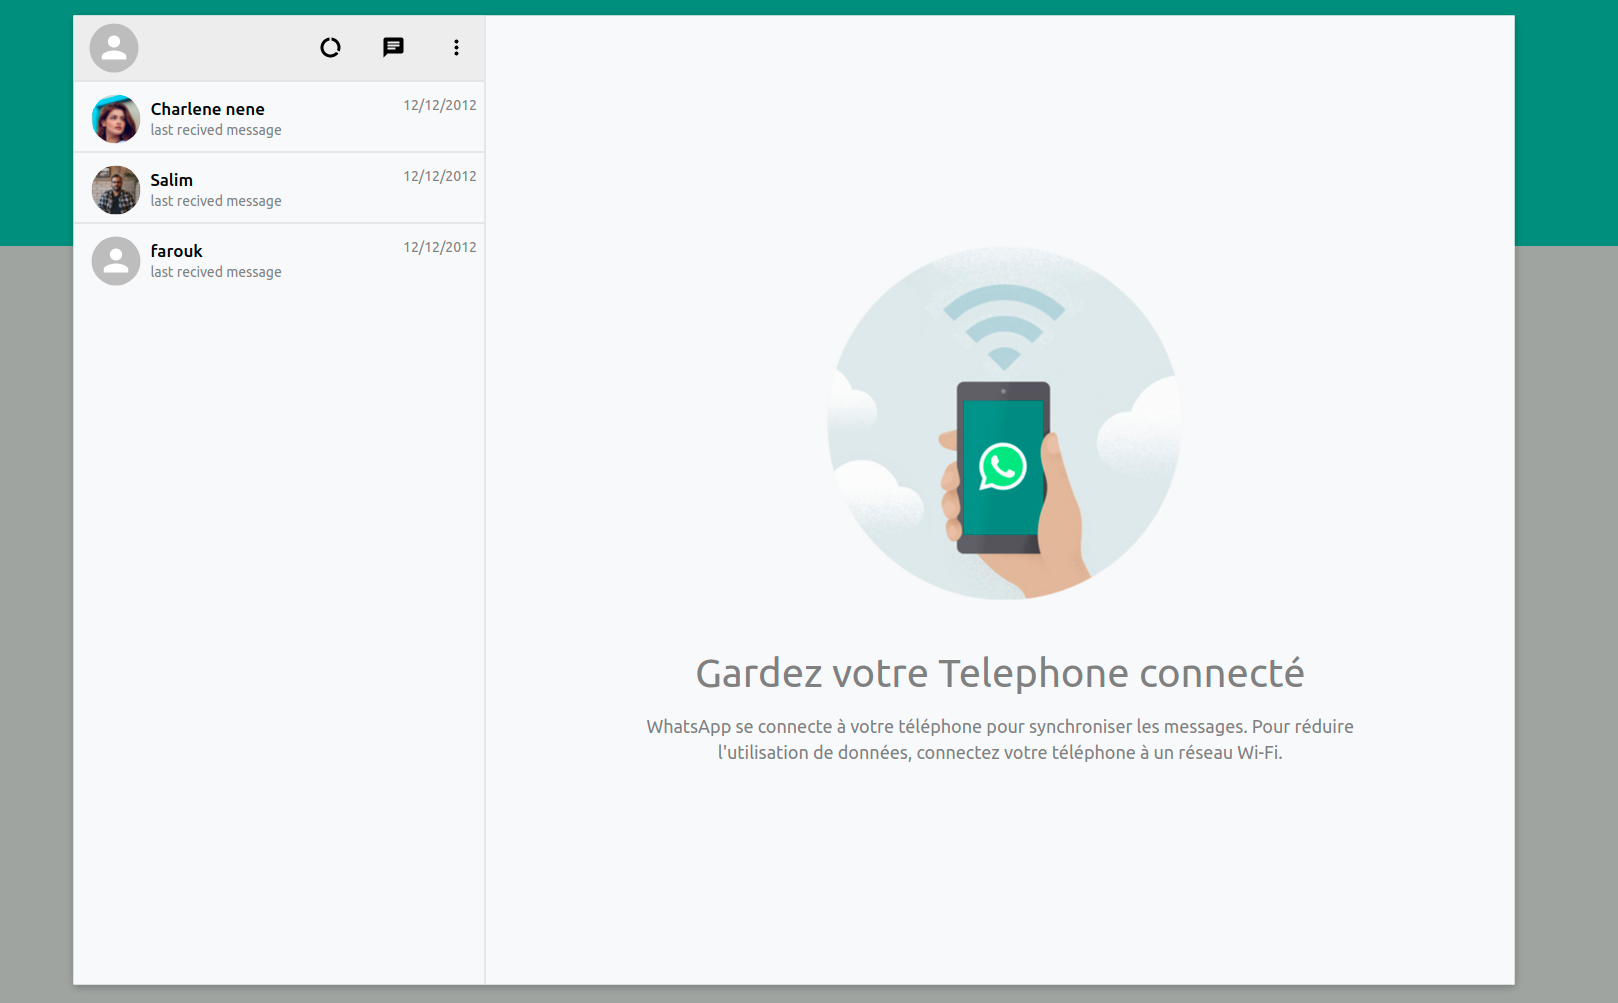 Charlene nene
12/12/2012
last recived message
Salim
12/12/2012
last recived message
farouk
12/12/2012
last recived message
Gardez votre Telephone connecté
WhatsApp se connecte à votre téléphone pour synchroniser les messages. Pour réduire
l'utilisation de données, connectez votre téléphone à un réseau Wi-Fi.